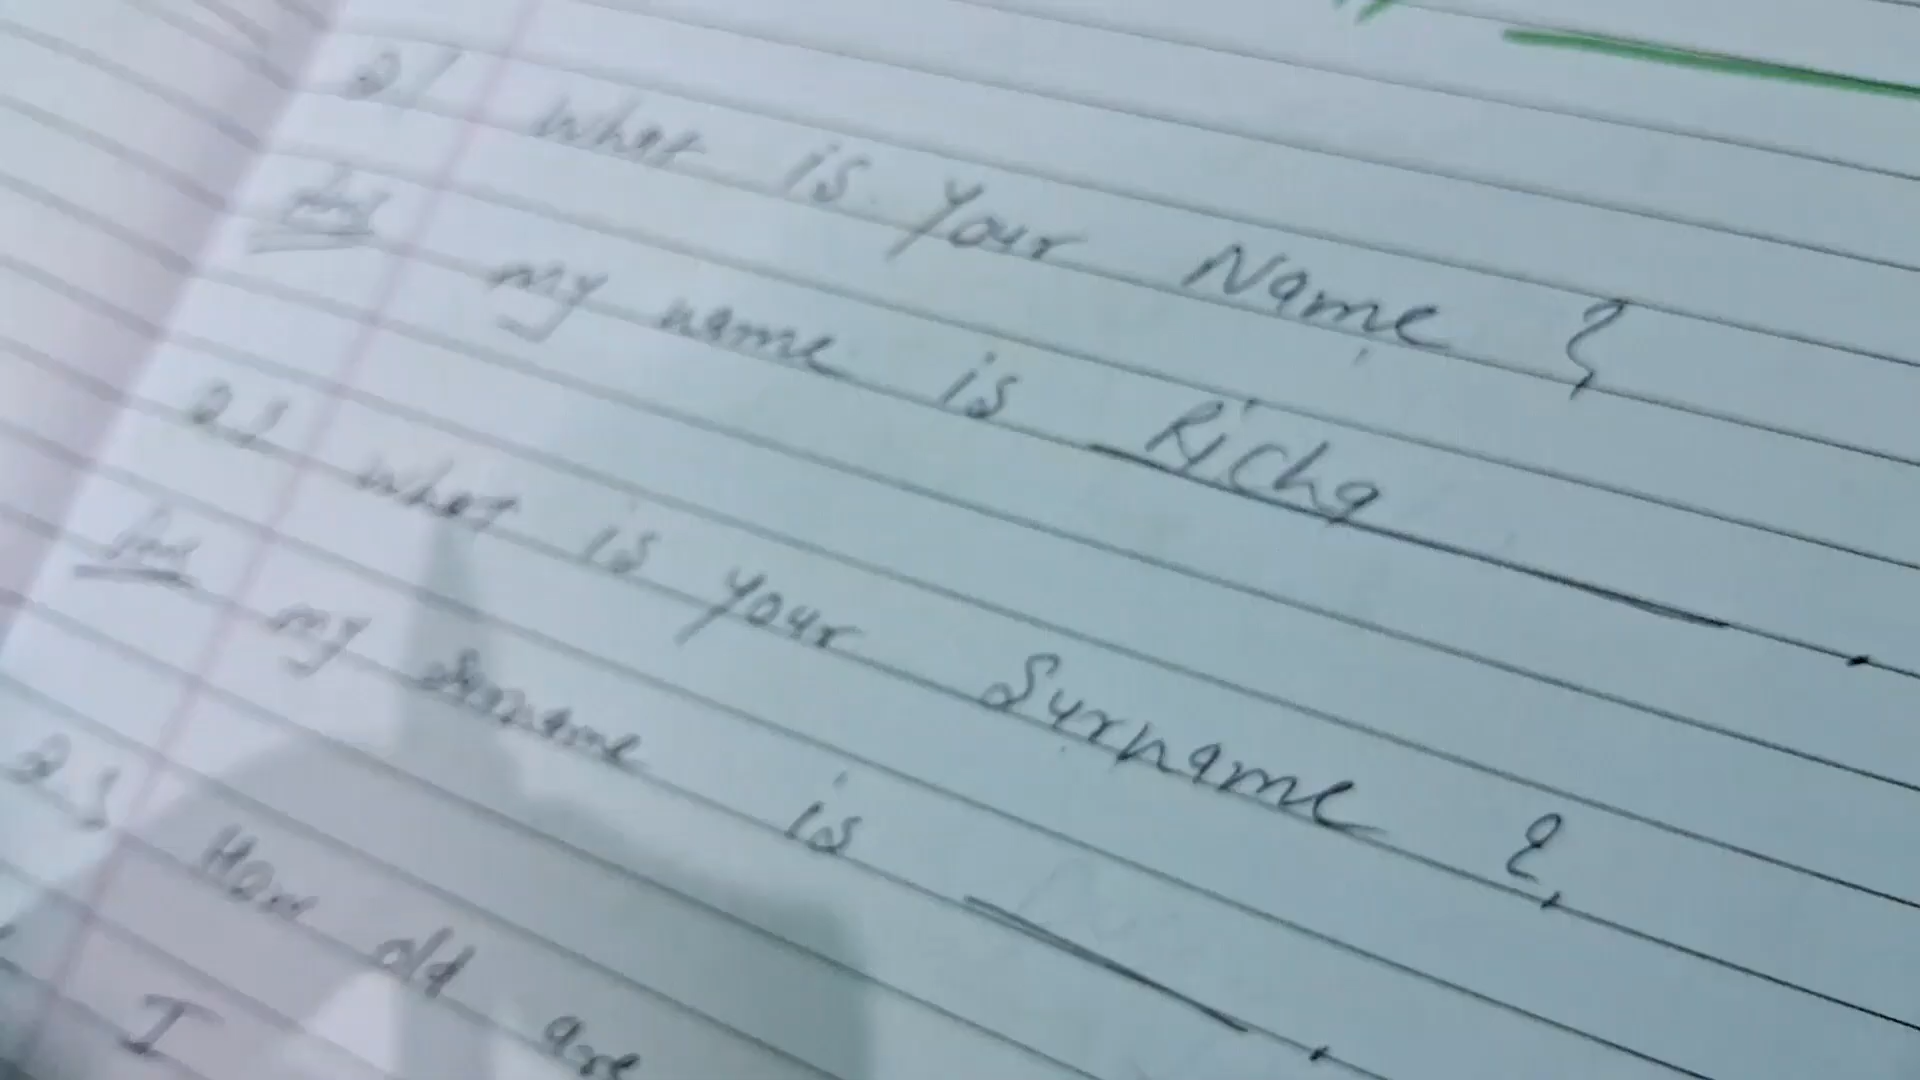 Q1 What is your Name ?
Ans my name is Richa .
Q2 What is your Surname ?
Ans my Surname is .
Q3 How old are
I